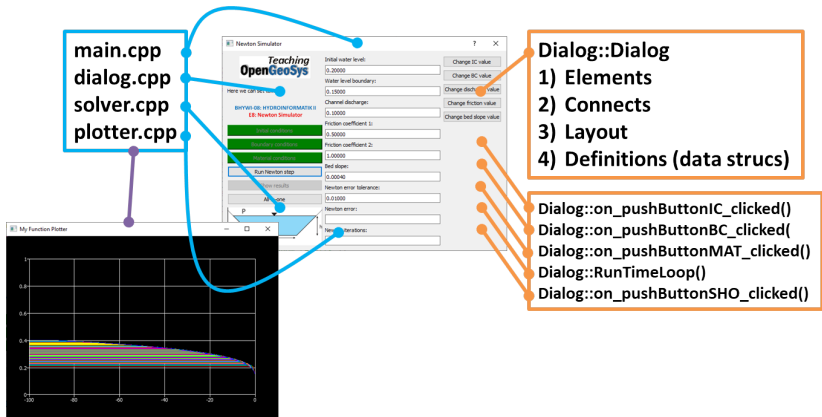 main.cpp
dialog.cpp
solver.cpp
plotter.cpp
Newton Simulator
? ×
Teaching
OpenGeoSys
Here we can set
BHYWI-08: HYDROINFORMATIK II
E8: Newton Simulator
Initial conditions
Boundary conditions
Material conditions
Run Newton step
Show results
P
Initial water level:
0.20000
Water level boundary:
0.15000
Channel discharge:
0.10000
Friction coefficient 1:
0.50000
Friction coefficient 2:
1.00000
Bed slope:
0.00040
Newton error tolerance:
0.01000
Newton error:
Change IC value
Change BC value
Change value
Change friction value
Change bed slope value
Dialog::Dialog
1) Elements
2) Connects
3) Layout
4) Definitions (data strucs)
Dialog::on_pushButtonIC_clicked()
Dialog::on_pushButtonBC_clicked(
Dialog::on_pushButtonMAT_clicked()
Dialog::RunTimeLoop()
Dialog::on_pushButtonSHO_clicked()
My Function Plotter
1
0.8
0.6
0.4
0.2
0
-100 -80 -60 -40 -20 0